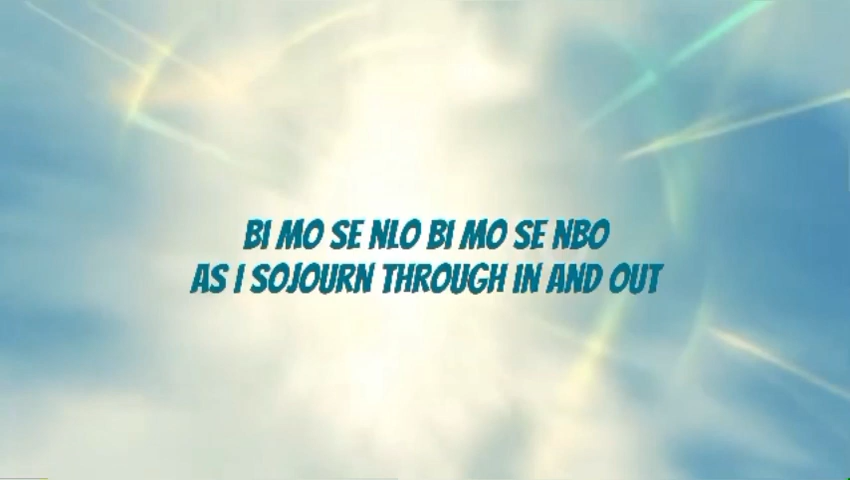 BI MO SE NLO BI MO SE NBO
AS I SOJOURN THROUGH IN AND OUT